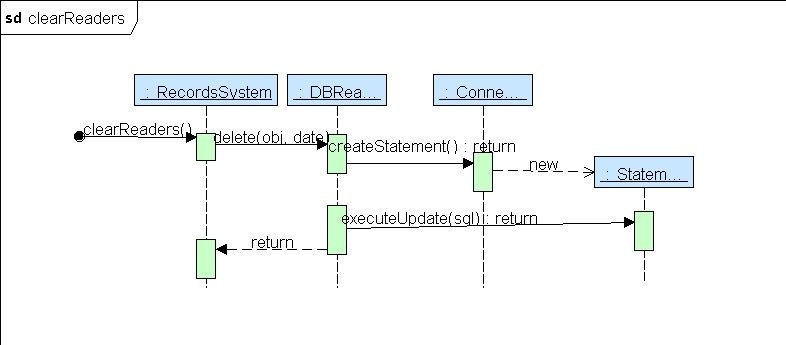 sd clearReaders
: RecordsSystem
: DBRea...
: Conne...
clearReaders()
delete(obj, date)
createStatement() : return
new
: Statem...
executeUpdate(sql) : return
return